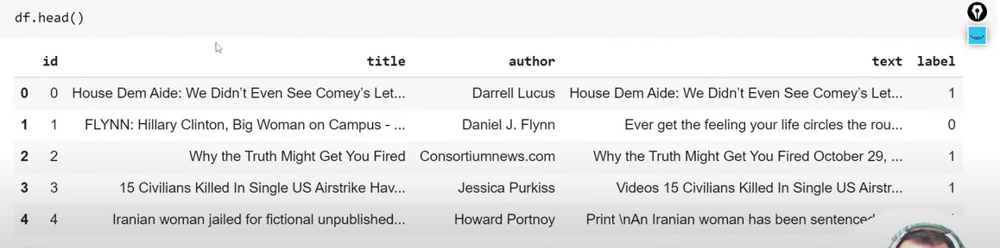 df.head()
id title author text label
0 0 House Dem Aide: We Didn’t Even See Comey’s Let... Darrell Lucus House Dem Aide: We Didn’t Even See Comey’s Let... 1
1 1 FLYNN: Hillary Clinton, Big Woman on Campus - ... Daniel J. Flynn Ever get the feeling your life circles the rou... 0
2 2 Why the Truth Might Get You Fired Consortiumnews.com Why the Truth Might Get You Fired October 29, ... 1
3 3 15 Civilians Killed In Single US Airstrike Hav... Jessica Purkiss Videos 15 Civilians Killed In Single US Airstr... 1
4 4 Iranian woman jailed for fictional unpublished... Howard Portnoy Print \nAn Iranian woman has been sentenced